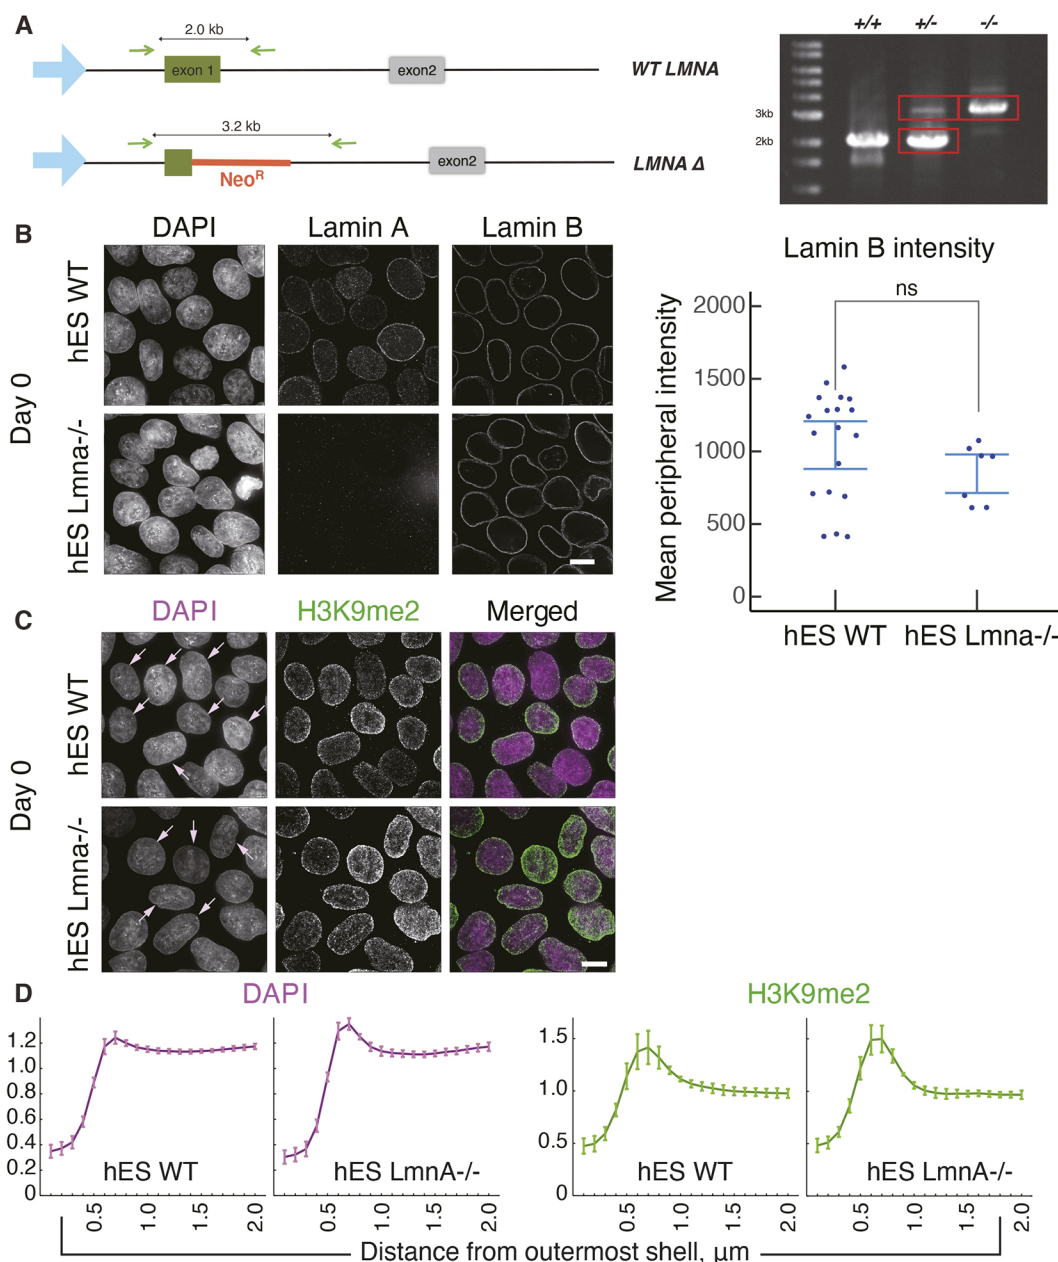 A
2.0 kb
exon 1
exon2
WT LMNA
3.2 kb
exon2
Neo^R
LMNA Δ
+/+ +/- -/-
3kb
2kb
B
DAPI Lamin A Lamin B
Day 0
hES WT
hES Lmna-/-
Lamin B intensity
ns
Mean peripheral intensity
2000
1500
1000
500
0
hES WT hES Lmna-/-
C
DAPI H3K9me2 Merged
Day 0
hES WT
hES Lmna-/-
D
DAPI
1.2
1.0
0.8
0.6
0.4
0.2
0
hES WT
hES LmnA-/-
0.5 1.0 1.5 2.0
0.5 1.0 1.5 2.0
H3K9me2
1.5
1.0
0.5
0
hES WT
hES LmnA-/-
0.5 1.0 1.5 2.0
0.5 1.0 1.5 2.0
Distance from outermost shell, μm